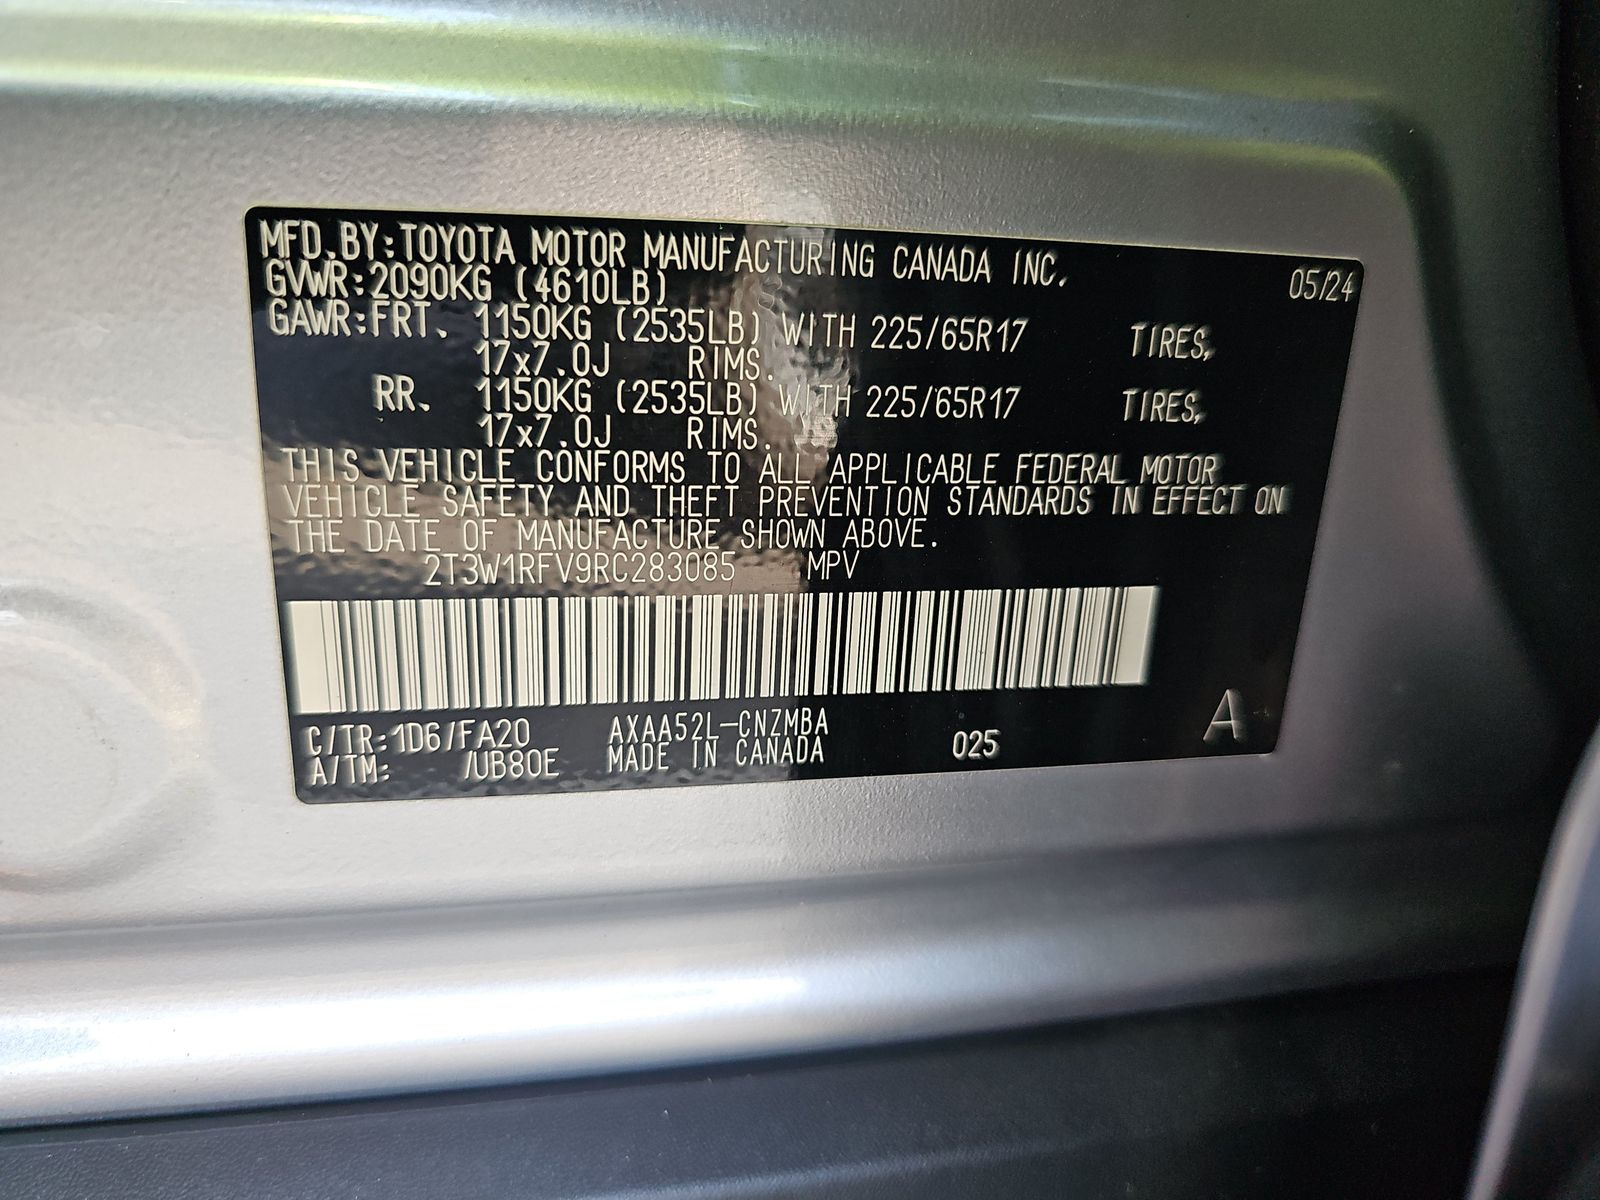 MFD.BY:TOYOTA MOTOR MANUFACTURING CANADA INC. 05/24
GVWR:2090KG (4610LB)
GAWR:FRT. 1150KG (2535LB) WITH 225/65R17 TIRES,
17x7.0J RIMS.
RR. 1150KG (2535LB) WITH 225/65R17 TIRES,
17x7.0J RIMS.
THIS VEHICLE CONFORMS TO ALL APPLICABLE FEDERAL MOTOR
VEHICLE SAFETY AND THEFT PREVENTION STANDARDS IN EFFECT ON
THE DATE OF MANUFACTURE SHOWN ABOVE.
2T3W1RFV9RC283085 MPV
C/TR:1D6/FA20 AXAA52L-CNZMBA 025 A
A/TM: /UB80E MADE IN CANADA